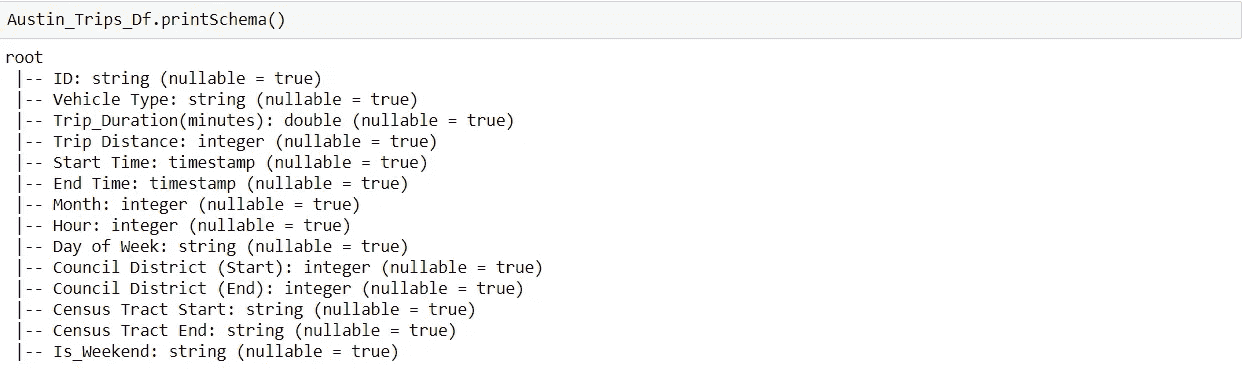 Austin_Trips_Df.printSchema()
root
|-- ID: string (nullable = true)
|-- Vehicle Type: string (nullable = true)
|-- Trip_Duration(minutes): double (nullable = true)
|-- Trip Distance: integer (nullable = true)
|-- Start Time: timestamp (nullable = true)
|-- End Time: timestamp (nullable = true)
|-- Month: integer (nullable = true)
|-- Hour: integer (nullable = true)
|-- Day of Week: string (nullable = true)
|-- Council District (Start): integer (nullable = true)
|-- Council District (End): integer (nullable = true)
|-- Census Tract Start: string (nullable = true)
|-- Census Tract End: string (nullable = true)
|-- Is_Weekend: string (nullable = true)